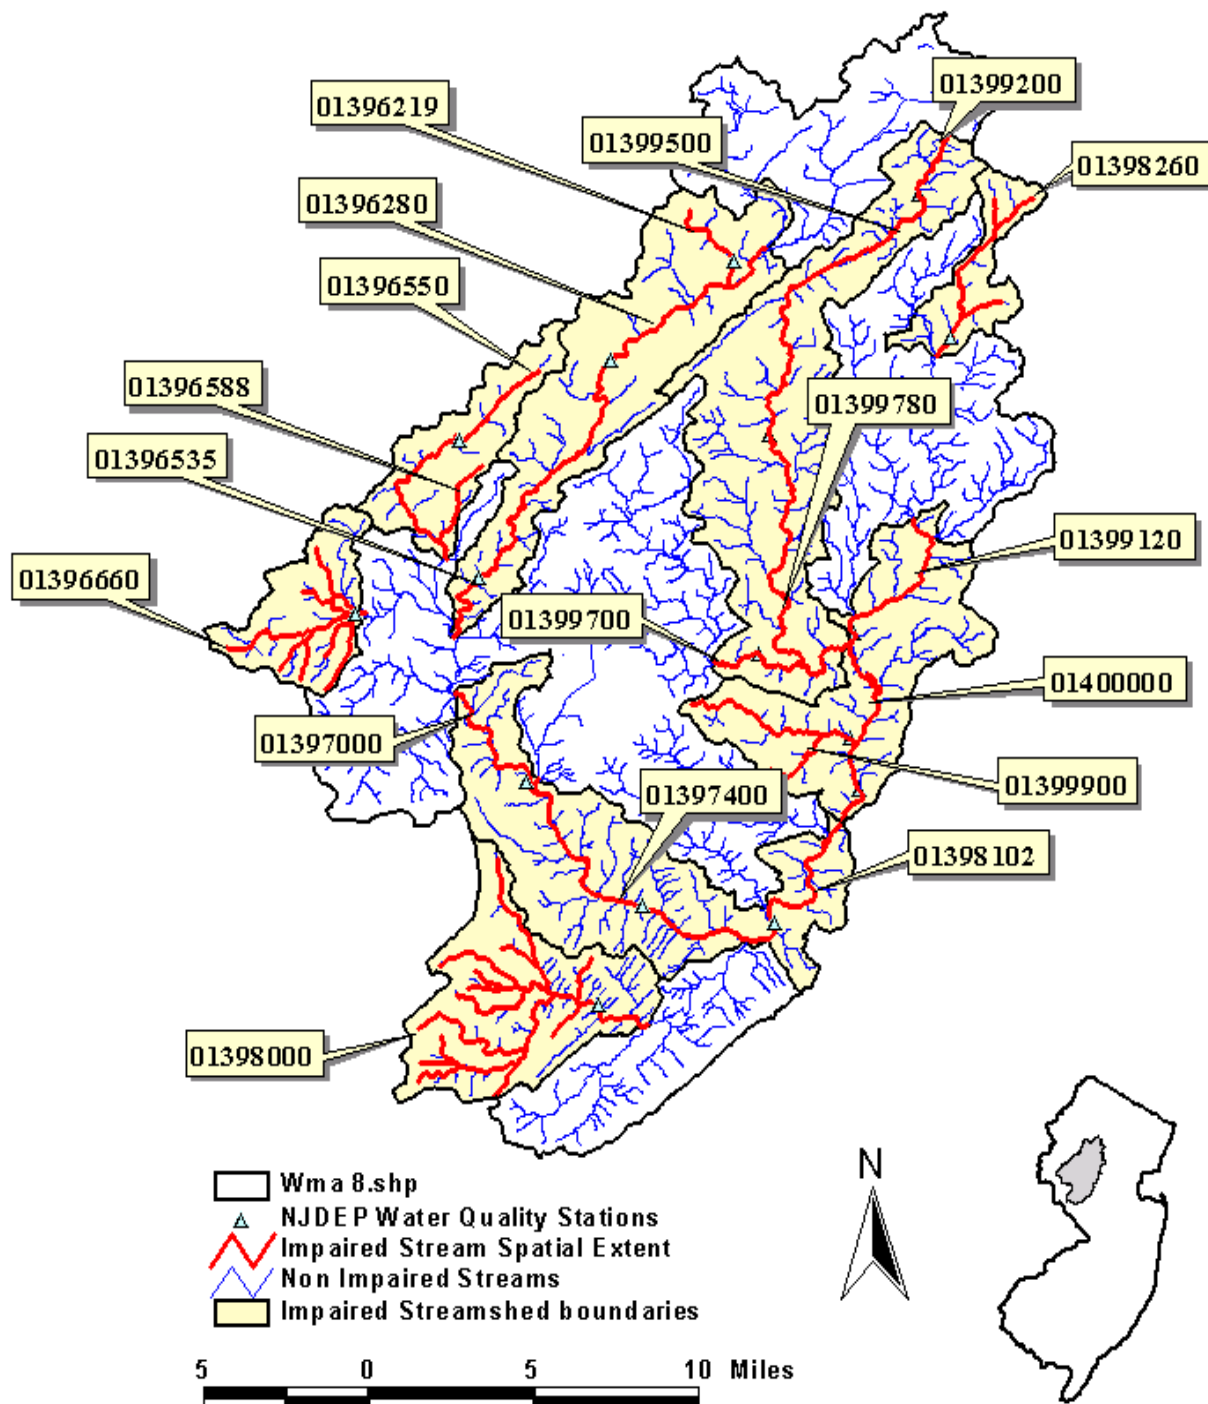 01399200
01396219
01399500
01398260
01396280
01396550
01396588
01399780
01396535
01399120
01396660
01399700
01400000
01397000
01399900
01397400
01398102
01398000
N
Wma 8.shp
NJDEP Water Quality Stations
Impaired Stream Spatial Extent
Non Impaired Streams
Impaired Streamshed boundaries
5 0 5 10 Miles